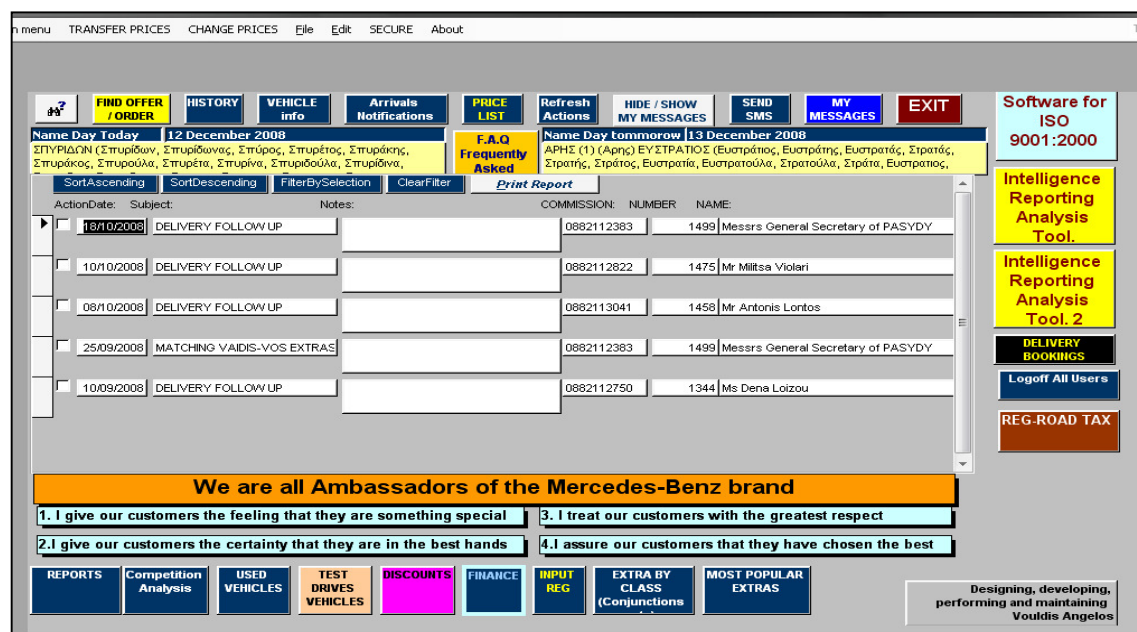 n menu TRANSFER PRICES CHANGE PRICES File Edit SECURE About
FIND OFFER / ORDER
HISTORY
VEHICLE info
Arrivals Notifications
PRICE LIST
Refresh Actions
HIDE / SHOW MY MESSAGES
SEND SMS
MY MESSAGES
EXIT
Software for ISO 9001:2000
Name Day Today 12 December 2008
ΣΠΥΡΙΔΩΝ (Σπυρίδων, Σπυρίδωνας, Σπύρος, Σπυρέτος, Σπυράκης,
Σπυράκος, Σπυρούλα, Σπυρέτα, Σπυρίνα, Σπυριδούλα, Σπυρίδινα,
F.A.Q Frequently Asked
Name Day tommorow 13 December 2008
ΑΡΗΣ (1) (Αρης) ΕΥΣΤΡΑΤΙΟΣ (Ευστράτιος, Ευστράτης, Ευστρατάς, Στρατάς,
Στρατής, Στράτος, Ευστρατία, Ευστρατούλα, Στρατούλα, Στράτα, Ευστρατιος,
SortAscending SortDescending FilterBySelection ClearFilter Print Report
ActionDate: Subject: Notes: COMMISSION: NUMBER NAME:
18/10/2008 DELIVERY FOLLOW UP 0882112383 1499 Messrs General Secretary of PASYDY
10/10/2008 DELIVERY FOLLOW UP 0882112822 1475 Mr Militsa Violari
08/10/2008 DELIVERY FOLLOW UP 0882113041 1458 Mr Antonis Lontos
25/09/2008 MATCHING VAIDIS-VOS EXTRAS 0882112383 1499 Messrs General Secretary of PASYDY
10/09/2008 DELIVERY FOLLOW UP 0882112750 1344 Ms Dena Loizou
Intelligence Reporting Analysis Tool.
Intelligence Reporting Analysis Tool. 2
DELIVERY BOOKINGS
Logoff All Users
REG-ROAD TAX
We are all Ambassadors of the Mercedes-Benz brand
1. I give our customers the feeling that they are something special
3. I treat our customers with the greatest respect
2.I give our customers the certainty that they are in the best hands
4.I assure our customers that they have chosen the best
REPORTS
Competition Analysis
USED VEHICLES
TEST DRIVES VEHICLES
DISCOUNTS
FINANCE
INPUT REG
EXTRA BY CLASS (Conjunctions
MOST POPULAR EXTRAS
Designing, developing,
performing and maintaining
Vouldis Angelos